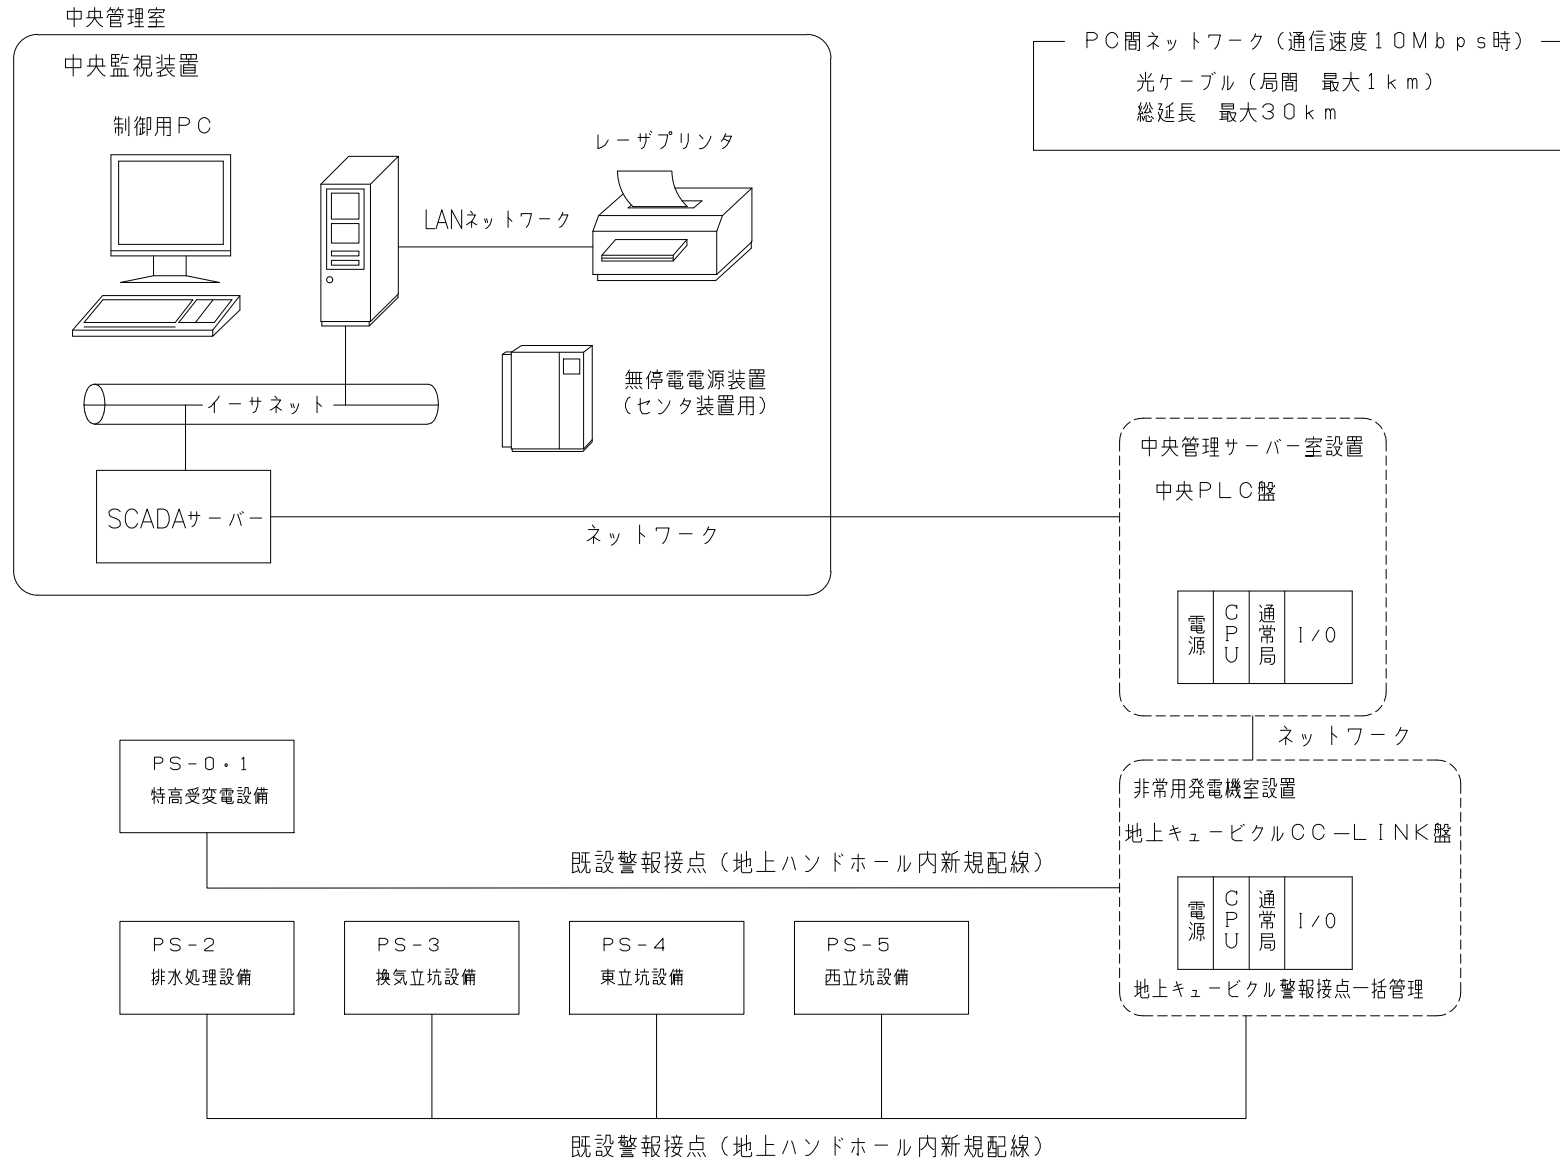 中央管理室
中央監視装置
制御用PC
レーザプリンタ
LANネットワーク
無停電電源装置
(センタ装置用)
イーサネット
SCADAサーバー
ネットワーク
PC間ネットワーク(通信速度10Mbps時)
光ケーブル(局間 最大1km)
総延長 最大30km
中央管理サーバー室設置
中央PLC盤
電源
CPU
通常局
I/O
ネットワーク
非常用発電機室設置
地上キュービクルCC-LINK盤
電源
CPU
通常局
I/O
地上キュービクル警報接点一括管理
PS-0・1
特高受変電設備
既設警報接点(地上ハンドホール内新規配線)
PS-2
排水処理設備
PS-3
換気立坑設備
PS-4
東立坑設備
PS-5
西立坑設備
既設警報接点(地上ハンドホール内新規配線)